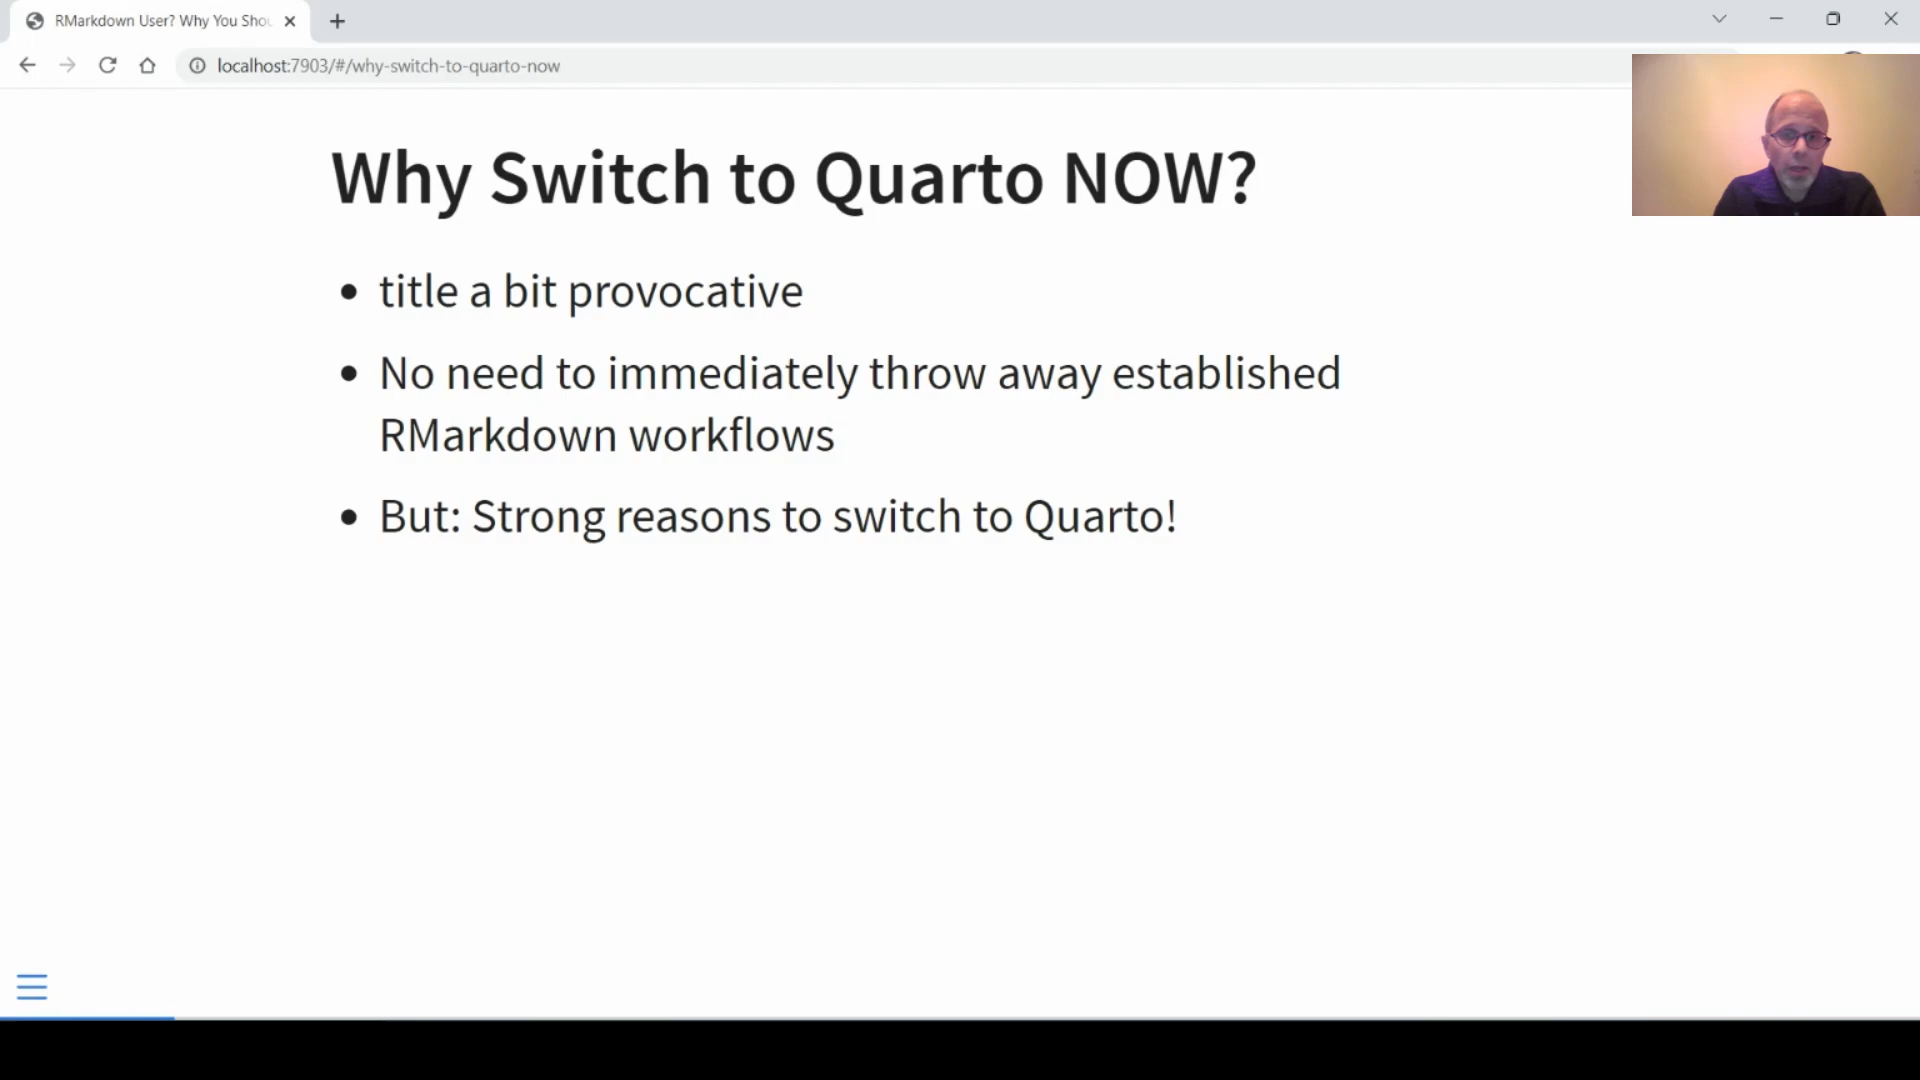 RMarkdown User? Why You Shou
localhost:7903/#/why-switch-to-quarto-now
Why Switch to Quarto NOW?
• title a bit provocative
• No need to immediately throw away established
RMarkdown workflows
• But: Strong reasons to switch to Quarto!